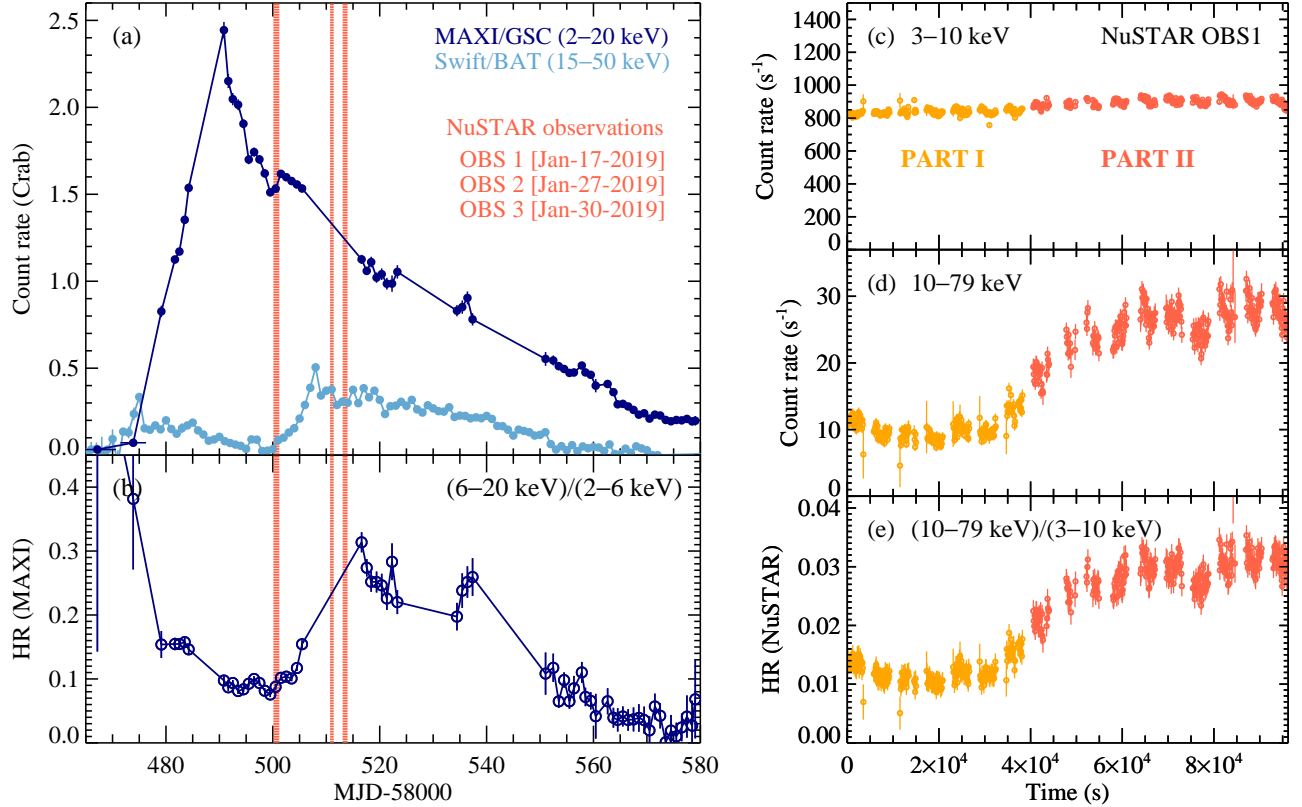 (a)
MAXI/GSC (2–20 keV)
Swift/BAT (15–50 keV)
NuSTAR observations
OBS 1 [Jan-17-2019]
OBS 2 [Jan-27-2019]
OBS 3 [Jan-30-2019]
Count rate (Crab)
2.5
2.0
1.5
1.0
0.5
0.0
(b)
(6–20 keV)/(2–6 keV)
HR (MAXI)
0.4
0.3
0.2
0.1
0.0
480 500 520 540 560 580
MJD-58000
(c) 3–10 keV NuSTAR OBS1
PART I PART II
Count rate (s⁻¹)
1400
1200
1000
800
600
400
200
0
(d) 10–79 keV
Count rate (s⁻¹)
30
20
10
0
(e) (10–79 keV)/(3–10 keV)
HR (NuSTAR)
0.04
0.03
0.02
0.01
0.00
0 2×10⁴ 4×10⁴ 6×10⁴ 8×10⁴
Time (s)